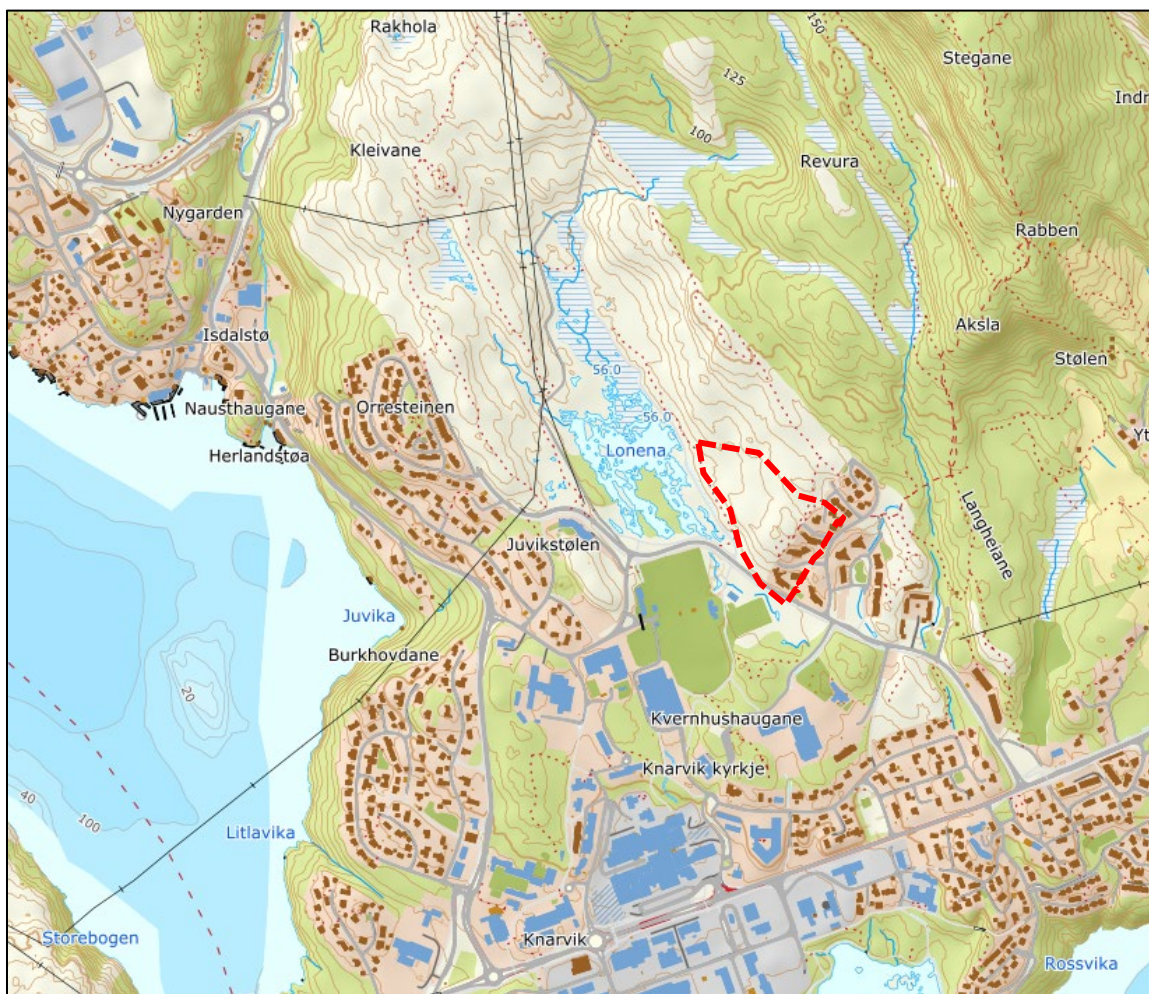 Rakhola
150
Stegane
125
Indr
100
Kleivane
Revura
Nygarden
Rabben
Aksla
Isdalstø
Stølen
56.0
Nausthaugane
Orresteinen
56.0
Yt
Herlandstøa
Lonena
Langhelane
Juvikstølen
Juvika
Burkhovdane
20
Kvernhushaugane
Knarvik kyrkje
40
100
Litlavika
Storebogen
Knarvik
Rossvika